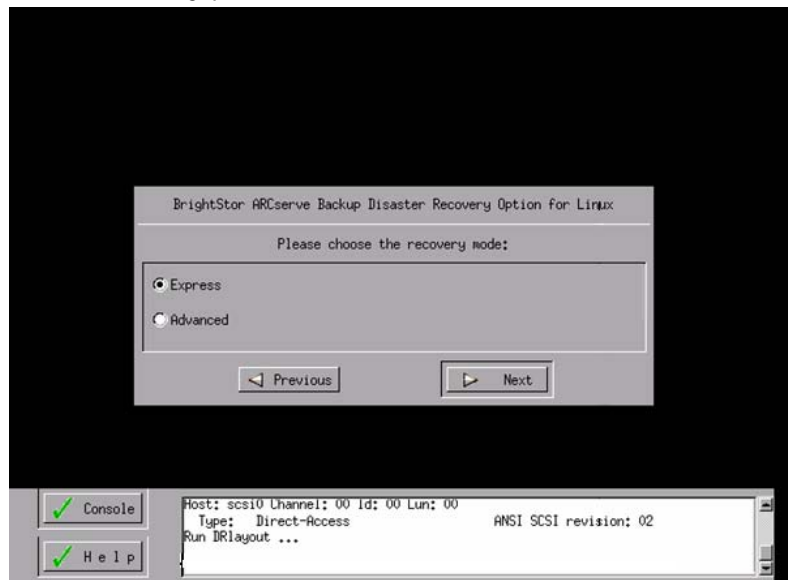 BrightStor ARCserve Backup Disaster Recovery Option for Linux
Please choose the recovery mode:
Express
Advanced
Previous
Next
Console
Help
Host: scsi0 Channel: 00 Id: 00 Lun: 00
Type: Direct-Access ANSI SCSI revision: 02
Run DRlayout ...